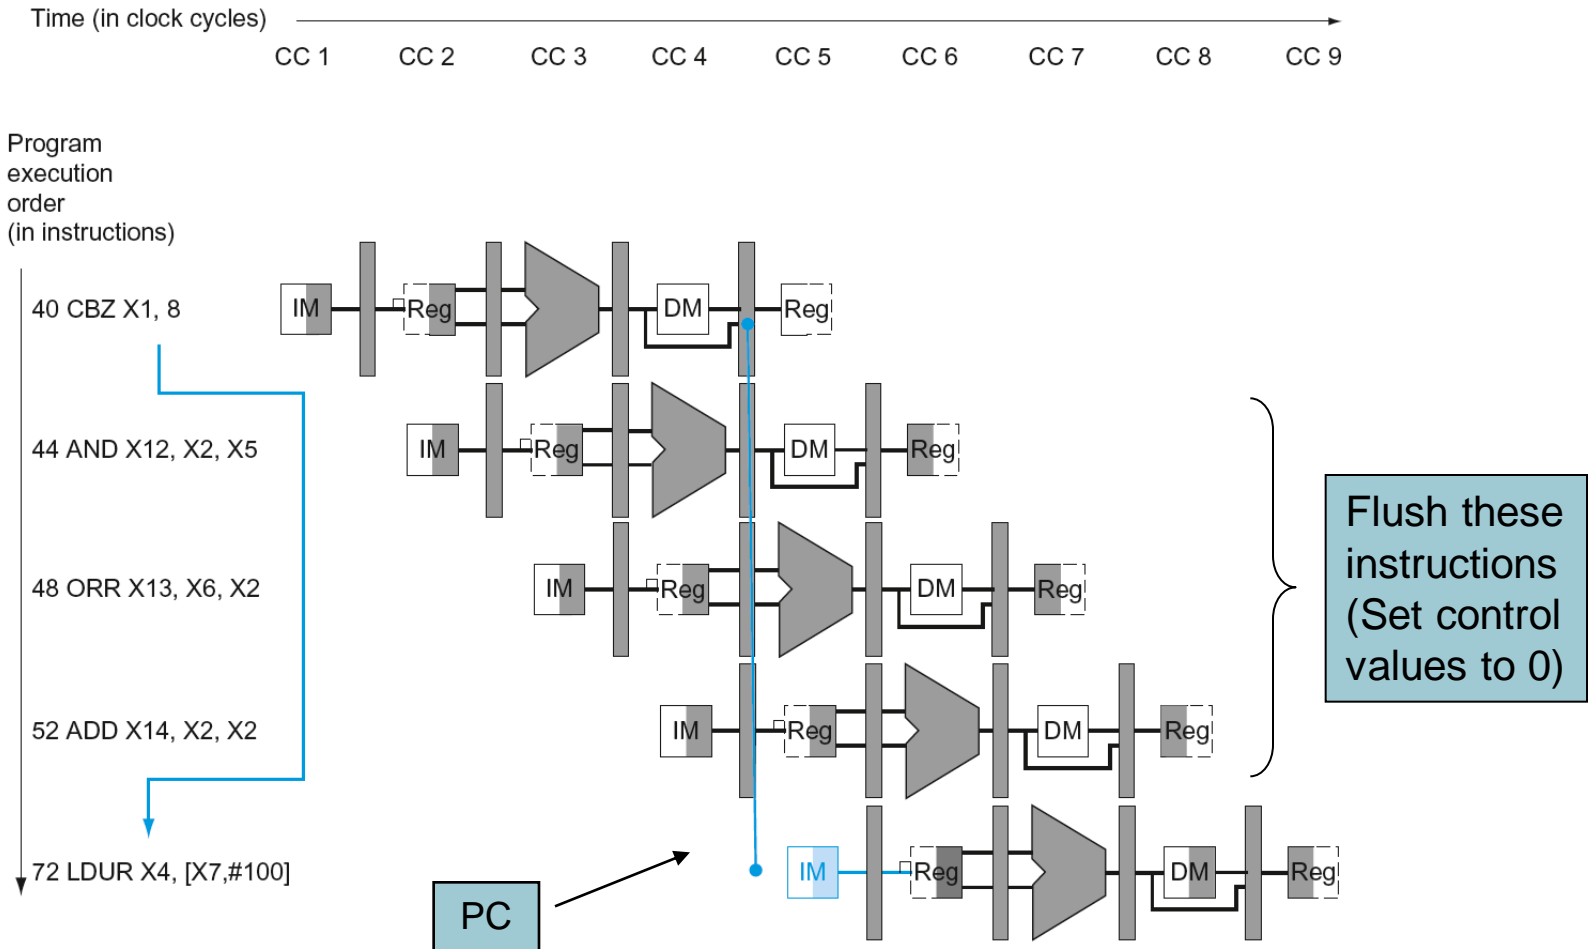 Time (in clock cycles)
CC 1 CC 2 CC 3 CC 4 CC 5 CC 6 CC 7 CC 8 CC 9
Program
execution
order
(in instructions)
40 CBZ X1, 8
IM Reg DM Reg
44 AND X12, X2, X5
IM Reg DM Reg
48 ORR X13, X6, X2
IM Reg DM Reg
52 ADD X14, X2, X2
IM Reg DM Reg
72 LDUR X4, [X7,#100]
IM Reg DM Reg
Flush these
instructions
(Set control
values to 0)
PC